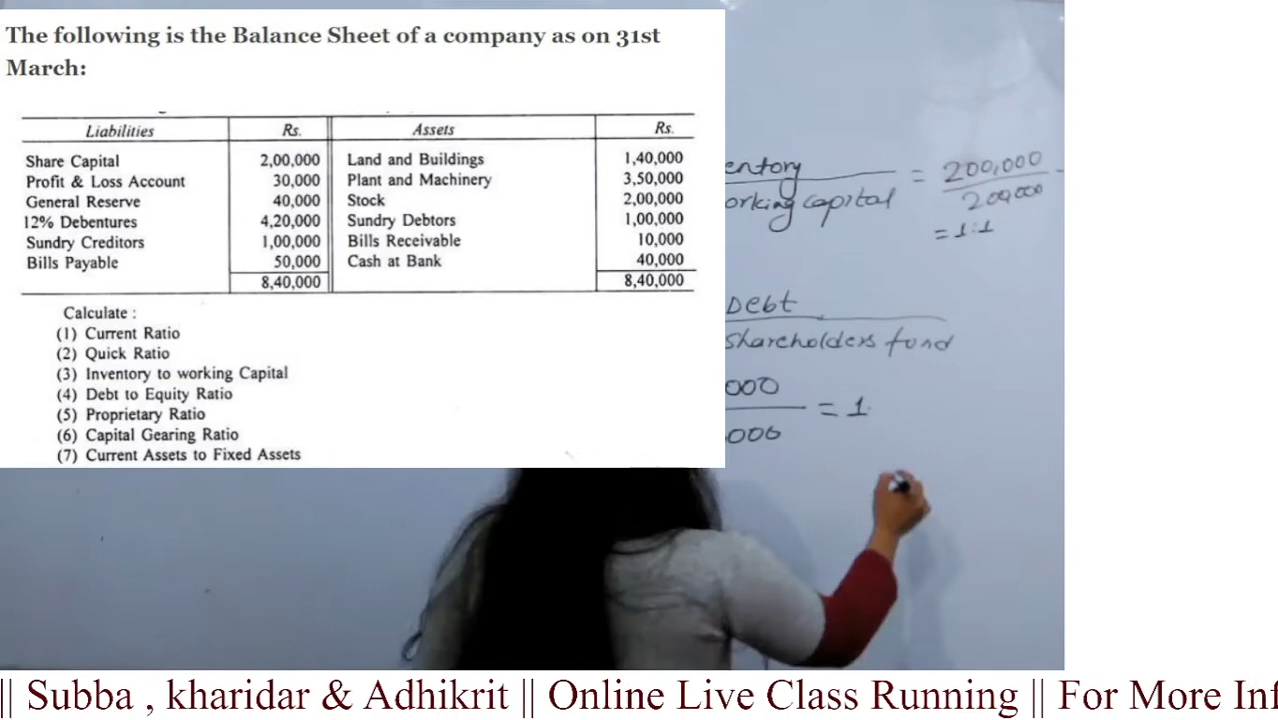 The following is the Balance Sheet of a company as on 31st
March:
Liabilities Rs. Assets Rs.
Share Capital 2,00,000 Land and Buildings 1,40,000
Profit & Loss Account 30,000 Plant and Machinery 3,50,000
General Reserve 40,000 Stock 2,00,000
12% Debentures 4,20,000 Sundry Debtors 1,00,000
Sundry Creditors 1,00,000 Bills Receivable 10,000
Bills Payable 50,000 Cash at Bank 40,000
8,40,000 8,40,000
Calculate :
(1) Current Ratio
(2) Quick Ratio
(3) Inventory to working Capital
(4) Debt to Equity Ratio
(5) Proprietary Ratio
(6) Capital Gearing Ratio
(7) Current Assets to Fixed Assets
entory = 200,000
orking capital 200000
= 1:1
Debt
shareholders fund
000 = 1.
000
|| Subba , kharidar & Adhikrit || Online Live Class Running || For More Inf